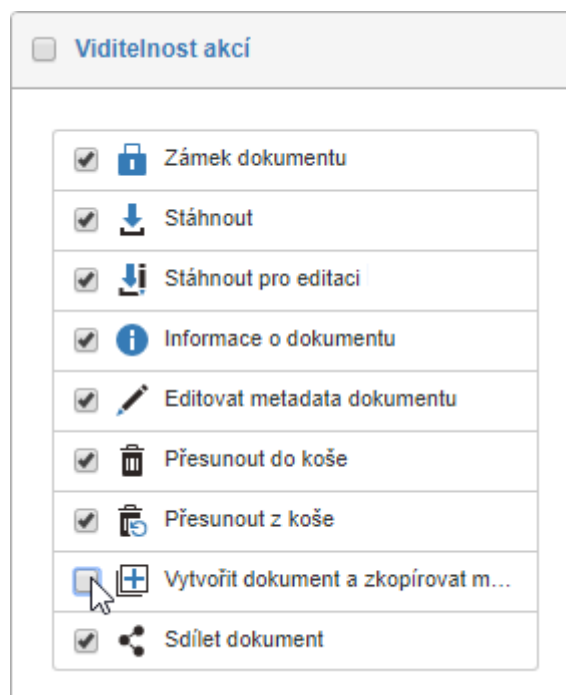 Viditelnost akcí
Zámek dokumentu
Stáhnout
Stáhnout pro editaci
Informace o dokumentu
Editovat metadata dokumentu
Přesunout do koše
Přesunout z koše
Vytvořit dokument a zkopírovat m...
Sdílet dokument